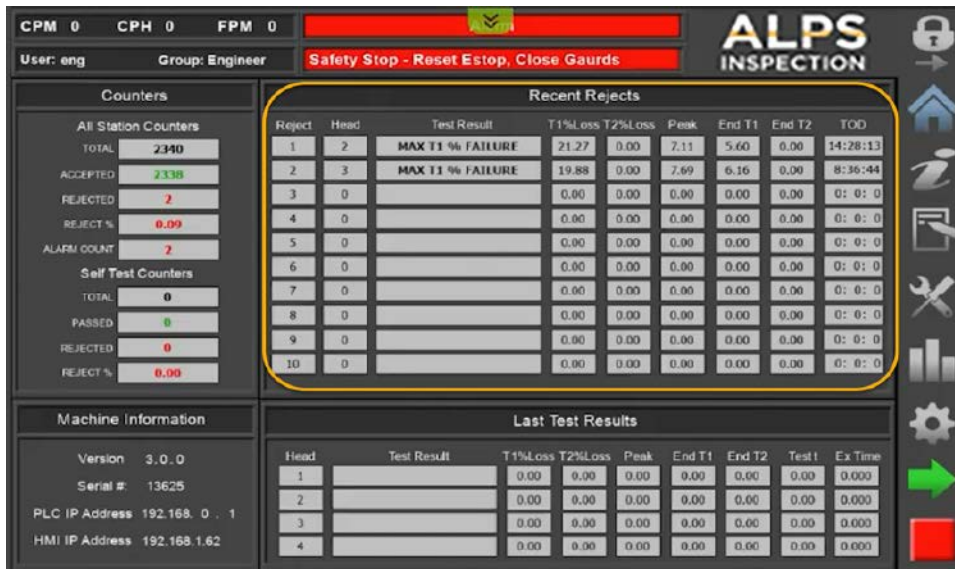 CPM 0 CPH 0 FPM 0
User: eng Group: Engineer
Safety Stop - Reset Estop, Close Gaurds
ALPS
INSPECTION
Counters
All Station Counters
TOTAL 2340
ACCEPTED 2338
REJECTED 2
REJECT % 0.09
ALARM COUNT 2
Self Test Counters
TOTAL 0
PASSED 0
REJECTED 0
REJECT % 0.00
Recent Rejects
Reject Head Test Result T1%Loss T2%Loss Peak End T1 End T2 TOD
1 2 MAX T1 % FAILURE 21.27 0.00 7.11 5.60 0.00 14:28:13
2 3 MAX T1 % FAILURE 19.88 0.00 7.69 6.16 0.00 8:36:44
3 0 0.00 0.00 0.00 0.00 0.00 0: 0: 0
4 0 0.00 0.00 0.00 0.00 0.00 0: 0: 0
5 0 0.00 0.00 0.00 0.00 0.00 0: 0: 0
6 0 0.00 0.00 0.00 0.00 0.00 0: 0: 0
7 0 0.00 0.00 0.00 0.00 0.00 0: 0: 0
8 0 0.00 0.00 0.00 0.00 0.00 0: 0: 0
9 0 0.00 0.00 0.00 0.00 0.00 0: 0: 0
10 0 0.00 0.00 0.00 0.00 0.00 0: 0: 0
Machine Information
Version 3.0.0
Serial #: 13625
PLC IP Address 192.168. 0 . 1
HMI IP Address 192.168.1.62
Last Test Results
Head Test Result T1%Loss T2%Loss Peak End T1 End T2 Test t Ex Time
1 0.00 0.00 0.00 0.00 0.00 0.00 0.000
2 0.00 0.00 0.00 0.00 0.00 0.00 0.000
3 0.00 0.00 0.00 0.00 0.00 0.00 0.000
4 0.00 0.00 0.00 0.00 0.00 0.00 0.000